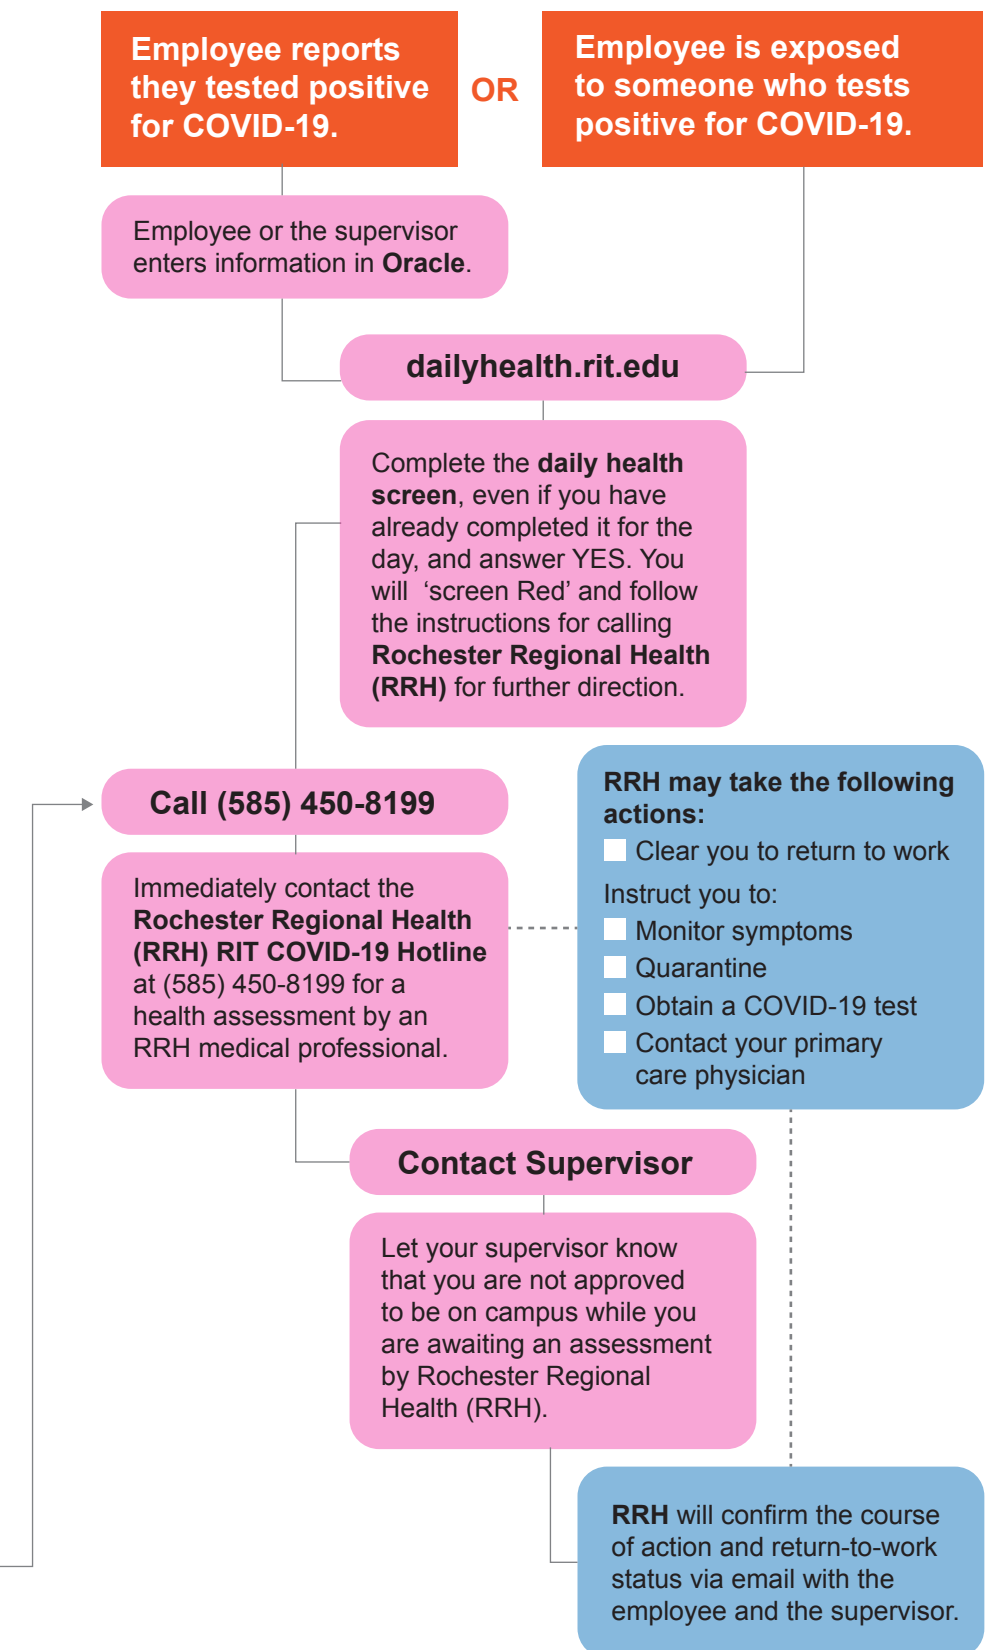 Employee reports
they tested positive
for COVID-19.
OR
Employee is exposed
to someone who tests
positive for COVID-19.
Employee or the supervisor
enters information in Oracle.
dailyhealth.rit.edu
Complete the daily health
screen, even if you have
already completed it for the
day, and answer YES. You
will  ‘screen Red’ and follow
the instructions for calling
Rochester Regional Health
(RRH) for further direction.
Call (585) 450-8199
Immediately contact the
Rochester Regional Health
(RRH) RIT COVID-19 Hotline
at (585) 450-8199 for a
health assessment by an
RRH medical professional.
RRH may take the following
actions:
Clear you to return to work
Instruct you to:
Monitor symptoms
Quarantine
Obtain a COVID-19 test
Contact your primary
care physician
Contact Supervisor
Let your supervisor know
that you are not approved
to be on campus while you
are awaiting an assessment
by Rochester Regional
Health (RRH).
RRH will confirm the course
of action and return-to-work
status via email with the
employee and the supervisor.